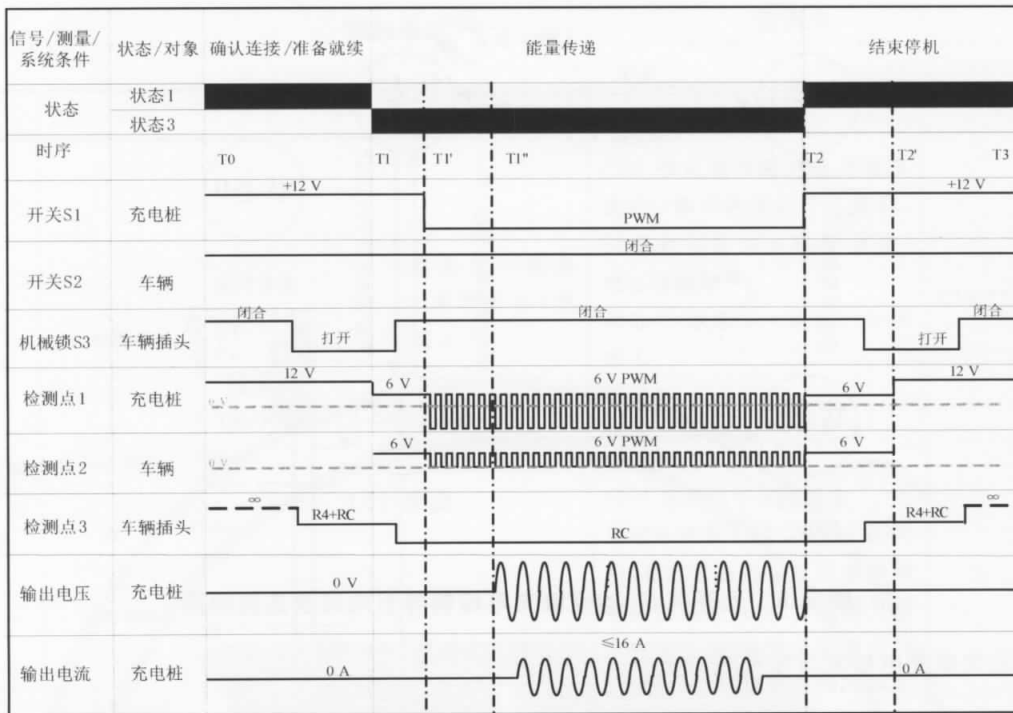 信号/测量/
系统条件
状态/对象
确认连接/准备就续
能量传递
结束停机
状态
状态1
状态3
时序
T0
T1
T1'
T1"
T2
T2'
T3
开关S1
充电桩
+12 V
PWM
+12 V
开关S2
车辆
闭合
机械锁S3
车辆插头
闭合
打开
闭合
打开
闭合
检测点1
充电桩
12 V
6 V
6 V PWM
6 V
12 V
0 V
检测点2
车辆
6 V
6 V PWM
6 V
0 V
检测点3
车辆插头
∞
R4+RC
RC
R4+RC
∞
输出电压
充电桩
0 V
输出电流
充电桩
0 A
≤16 A
0 A